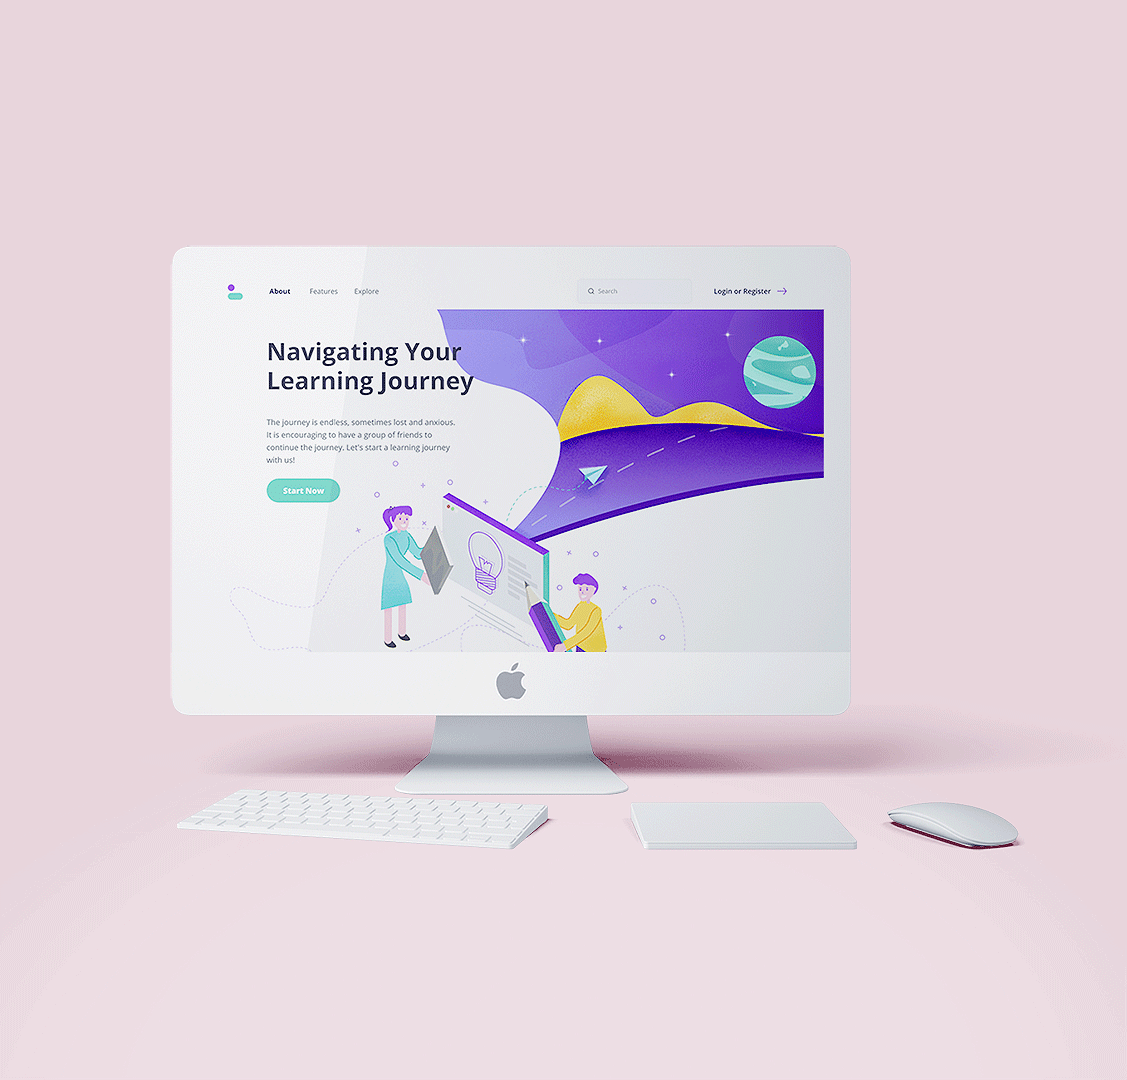 About
Features
Explore
Search
Login or Register
Navigating Your
Learning Journey
The journey is endless, sometimes lost and anxious.
It is encouraging to have a group of friends to
continue the journey. Let's start a learning journey
with us!
Start Now